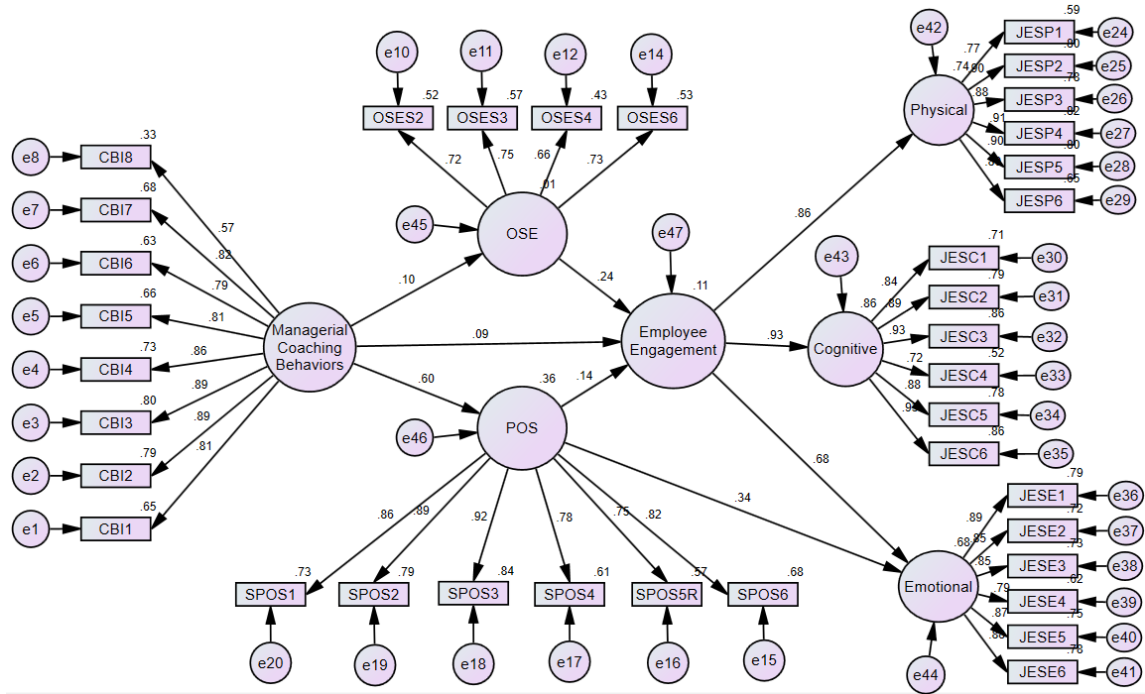 e10
e11
e12
e14
.52
.57
.43
.53
OSES2
OSES3
OSES4
OSES6
.72
.75
.66
.73
.01
OSE
e45
e8
.33
CBI8
e7
.68
CBI7
e6
.63
CBI6
e5
.66
CBI5
e4
.73
CBI4
e3
.80
CBI3
e2
.79
CBI2
e1
.65
CBI1
.57
.82
.79
.81
.86
.89
.89
.81
Managerial
Coaching
Behaviors
.10
.09
.60
.24
.14
e47
.11
Employee
Engagement
.36
POS
e46
.86
.89
.92
.78
.75
.82
.73
.79
.84
.61
.57
.68
SPOS1
SPOS2
SPOS3
SPOS4
SPOS5R
SPOS6
e20
e19
e18
e17
e16
e15
.86
.93
.68
.34
e42
.74
Physical
.77
.90
.88
.91
.90
.59
JESP1
e24
.80
JESP2
e25
.78
JESP3
e26
.82
JESP4
e27
.80
JESP5
e28
.65
JESP6
e29
e43
.86
Cognitive
.84
.89
.93
.72
.88
.71
JESC1
e30
.79
JESC2
e31
.86
JESC3
e32
.52
JESC4
e33
.78
JESC5
e34
.86
JESC6
e35
.68
Emotional
e44
.89
.85
.85
.79
.87
.79
JESE1
e36
.72
JESE2
e37
.73
JESE3
e38
.62
JESE4
e39
.75
JESE5
e40
JESE6
e41